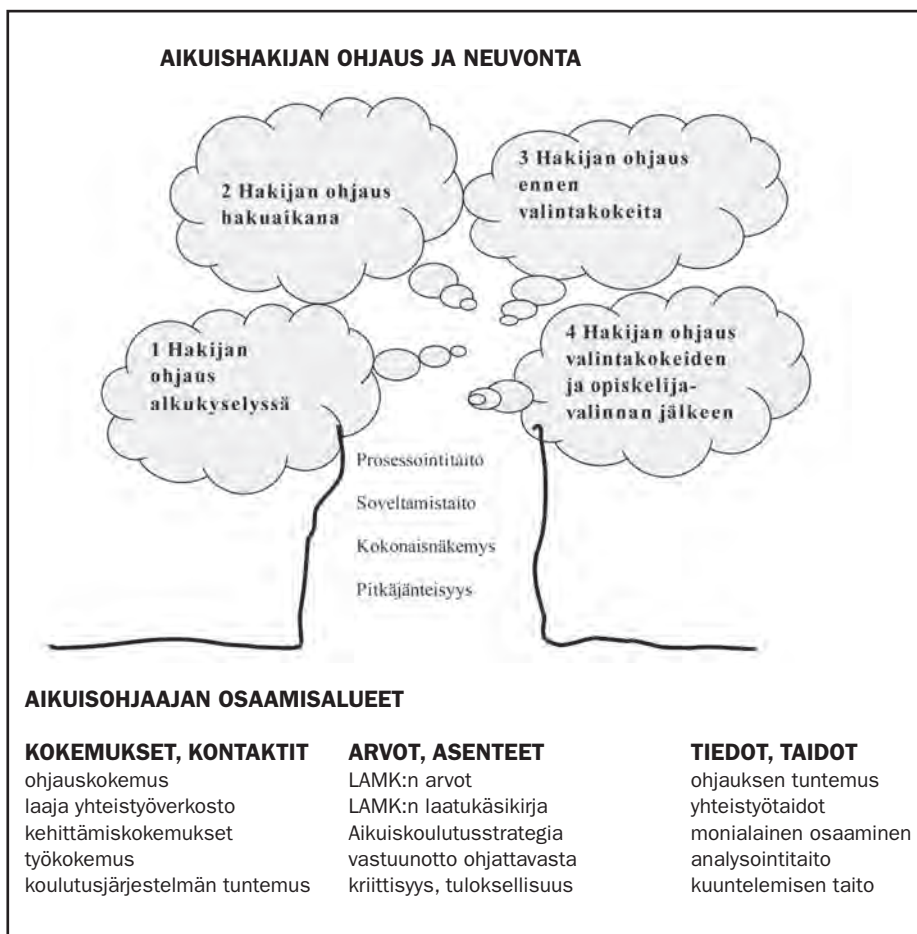 AIKUISHAKIJAN OHJAUS JA NEUVONTA
2 Hakijan ohjaus
hakuaikana
3 Hakijan ohjaus
ennen
valintakokeita
1 Hakijan
ohjaus
alkukyselyssä
4 Hakijan ohjaus
valintakokeiden
ja opiskelija-
valinnan jälkeen
Prosessointitaito
Soveltamistaito
Kokonaisnäkemys
Pitkäjänteisyys
AIKUISOHJAAJAN OSAAMISALUEET
KOKEMUKSET, KONTAKTIT
ohjauskokemus
laaja yhteistyöverkosto
kehittämiskokemukset
työkokemus
koulutusjärjestelmän tuntemus
ARVOT, ASENTEET
LAMK:n arvot
LAMK:n laatukäsikirja
Aikuiskoulutusstrategia
vastuunotto ohjattavasta
kriittisyys, tuloksellisuus
TIEDOT, TAIDOT
ohjauksen tuntemus
yhteistyötaidot
monialainen osaaminen
analysointitaito
kuuntelemisen taito